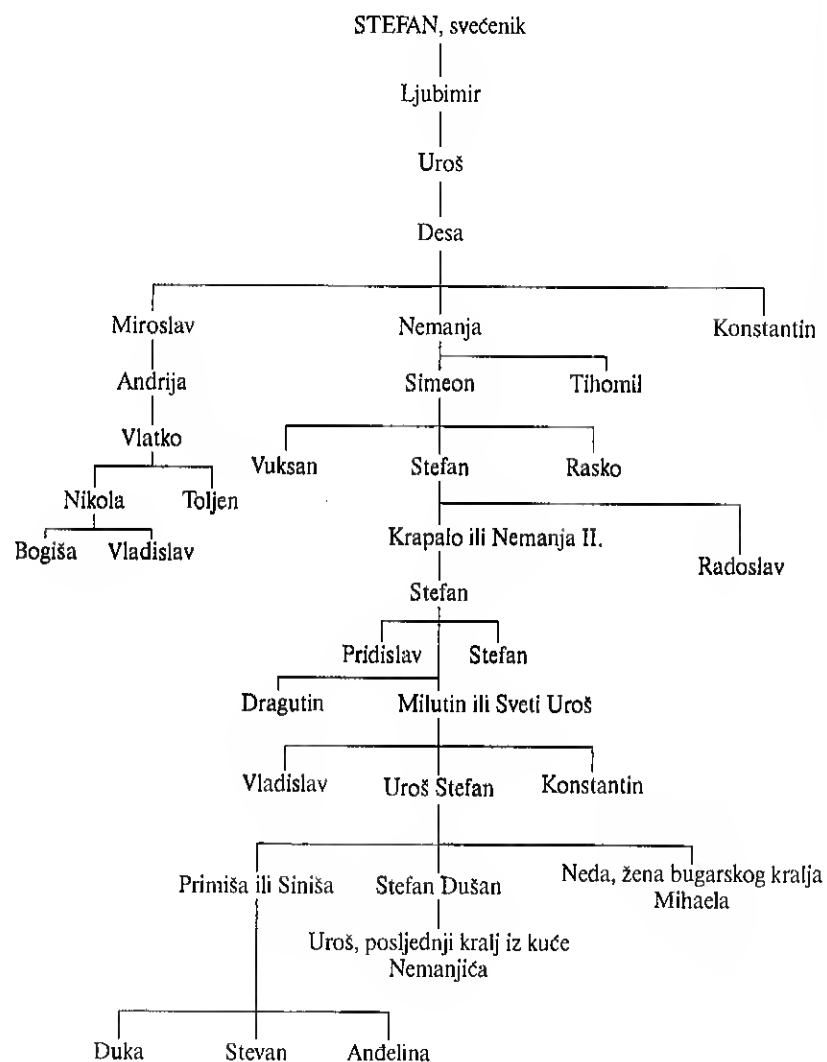 STEFAN, svećenik
Ljubimir
Uroš
Desa
Miroslav Nemanja Konstantin
Andrija Simeon Tihomil
Vlatko
Vuksan Stefan Rasko
Nikola Toljen
Bogiša Vladislav
Krapalo ili Nemanja II.
Radoslav
Stefan
Pridislav Stefan
Dragutin Milutin ili Sveti Uroš
Vladislav Uroš Stefan Konstantin
Primiša ili Siniša Stefan Dušan Neda, žena bugarskog kralja
Mihaela
Uroš, posljednji kralj iz kuće
Nemanjića
Duka Stevan Anđelina